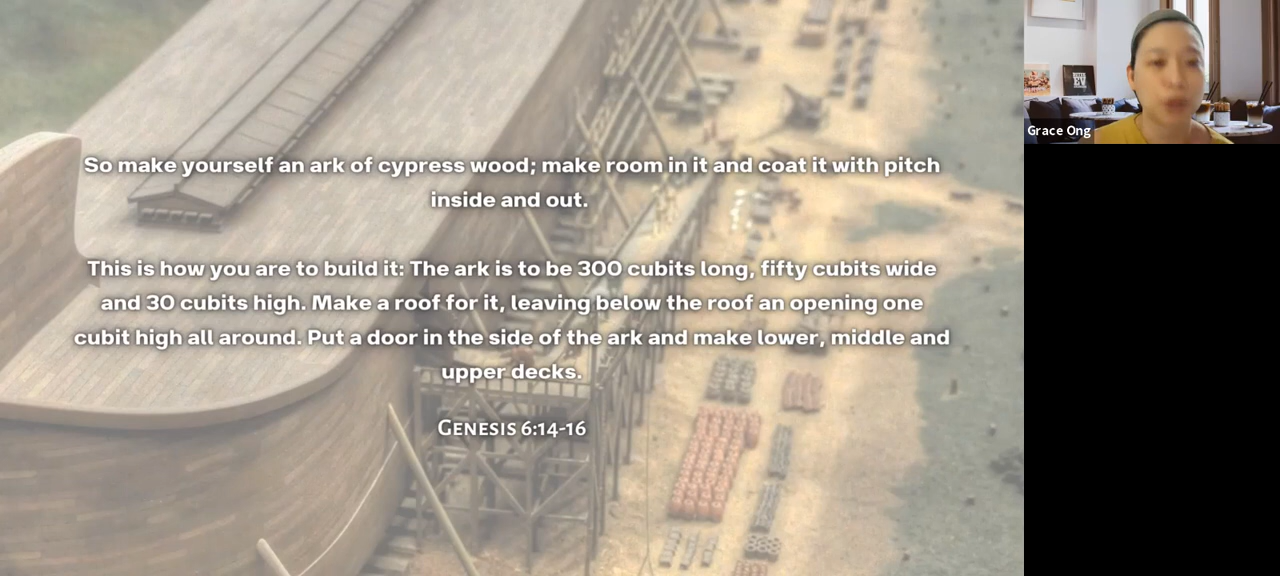 So make yourself an ark of cypress wood; make room in it and coat it with pitch
inside and out.
This is how you are to build it: The ark is to be 300 cubits long, fifty cubits wide
and 30 cubits high. Make a roof for it, leaving below the roof an opening one
cubit high all around. Put a door in the side of the ark and make lower, middle and
upper decks.
GENESIS 6:14-16
Grace Ong